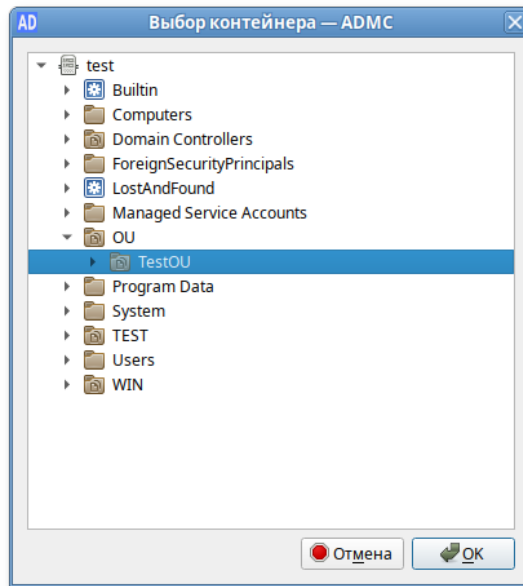 AD Выбор контейнера — ADMC
test
Builtin
Computers
Domain Controllers
ForeignSecurityPrincipals
LostAndFound
Managed Service Accounts
OU
TestOU
Program Data
System
TEST
Users
WIN
Отмена OK